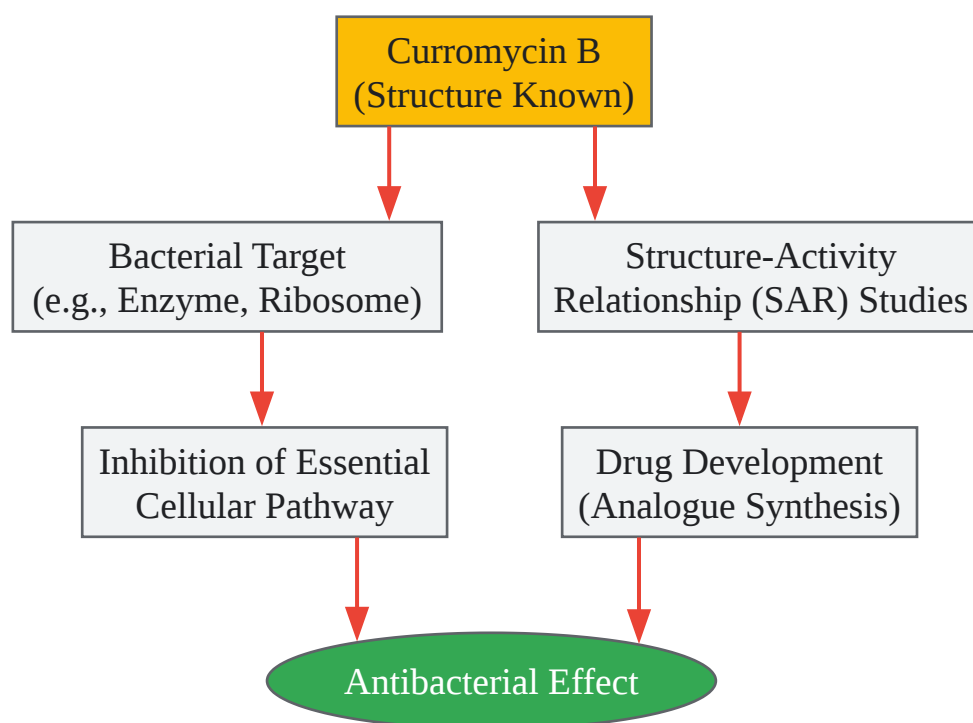 Curromycin B
(Structure Known)
Bacterial Target
(e.g., Enzyme, Ribosome)
Structure-Activity
Relationship (SAR) Studies
Inhibition of Essential
Cellular Pathway
Drug Development
(Analogue Synthesis)
Antibacterial Effect